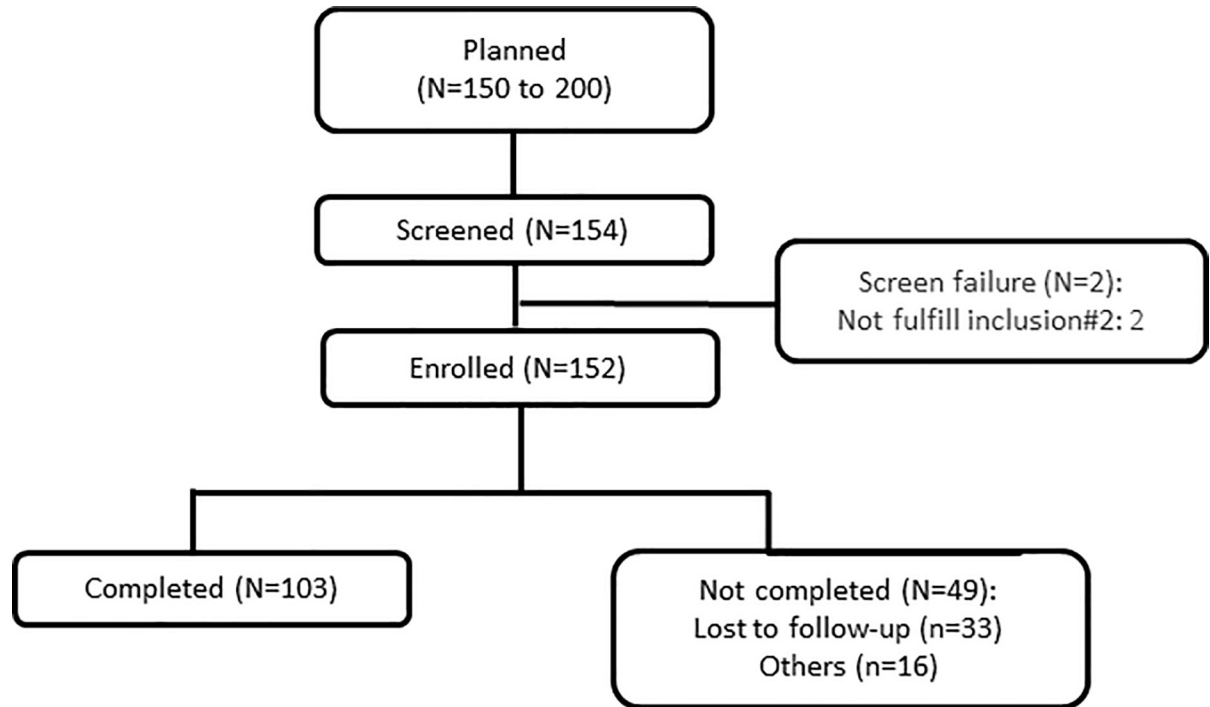 Planned
(N=150 to 200)
Screened (N=154)
Screen failure (N=2):
Not fulfill inclusion#2: 2
Enrolled (N=152)
Completed (N=103)
Not completed (N=49):
Lost to follow-up (n=33)
Others (n=16)